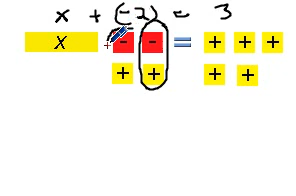 x + (-2) = 3
X - - = + + +
+ + + +